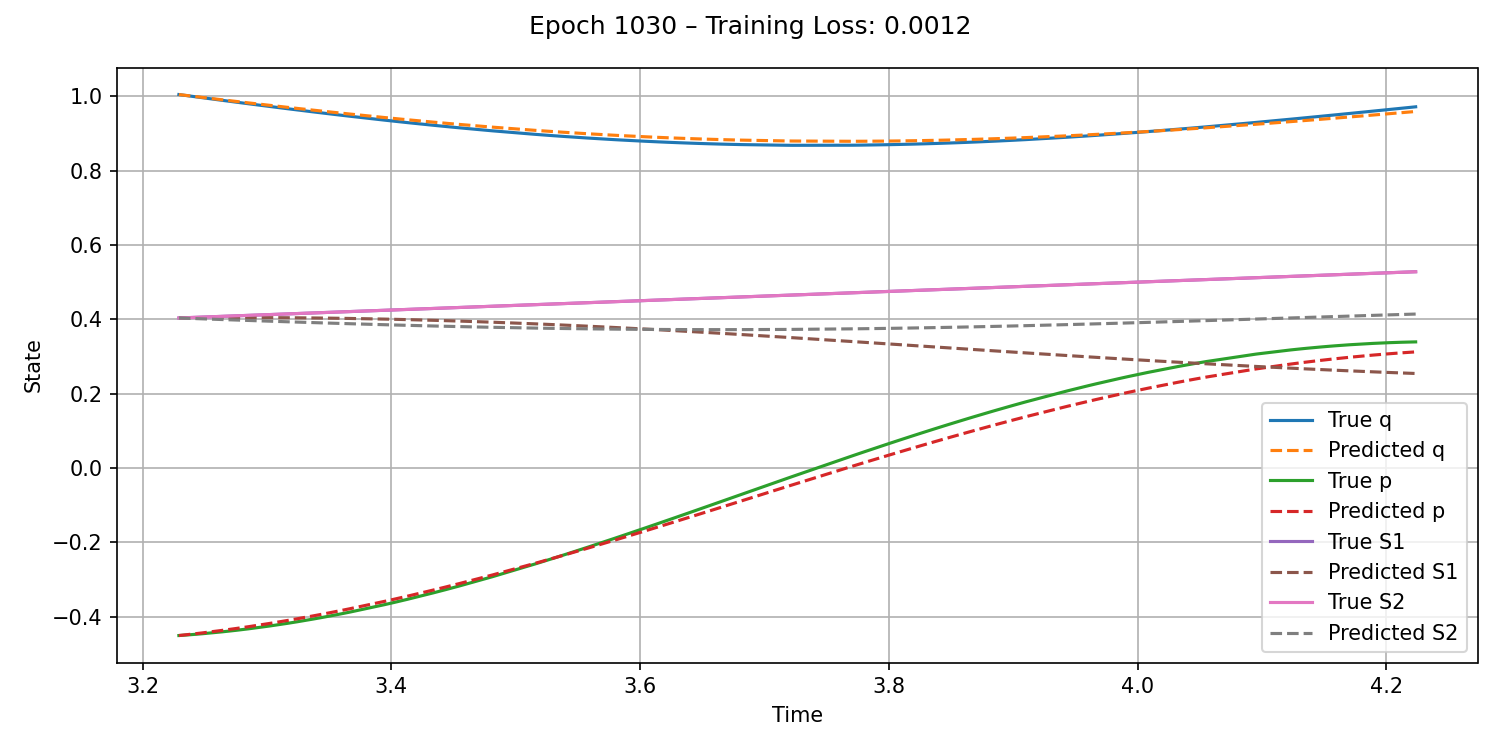 Epoch 1030 – Training Loss: 0.0012
1.0
0.8
0.6
0.4
0.2
0.0
−0.2
−0.4
State
3.2 3.4 3.6 3.8 4.0 4.2
Time
True q
Predicted q
True p
Predicted p
True S1
Predicted S1
True S2
Predicted S2